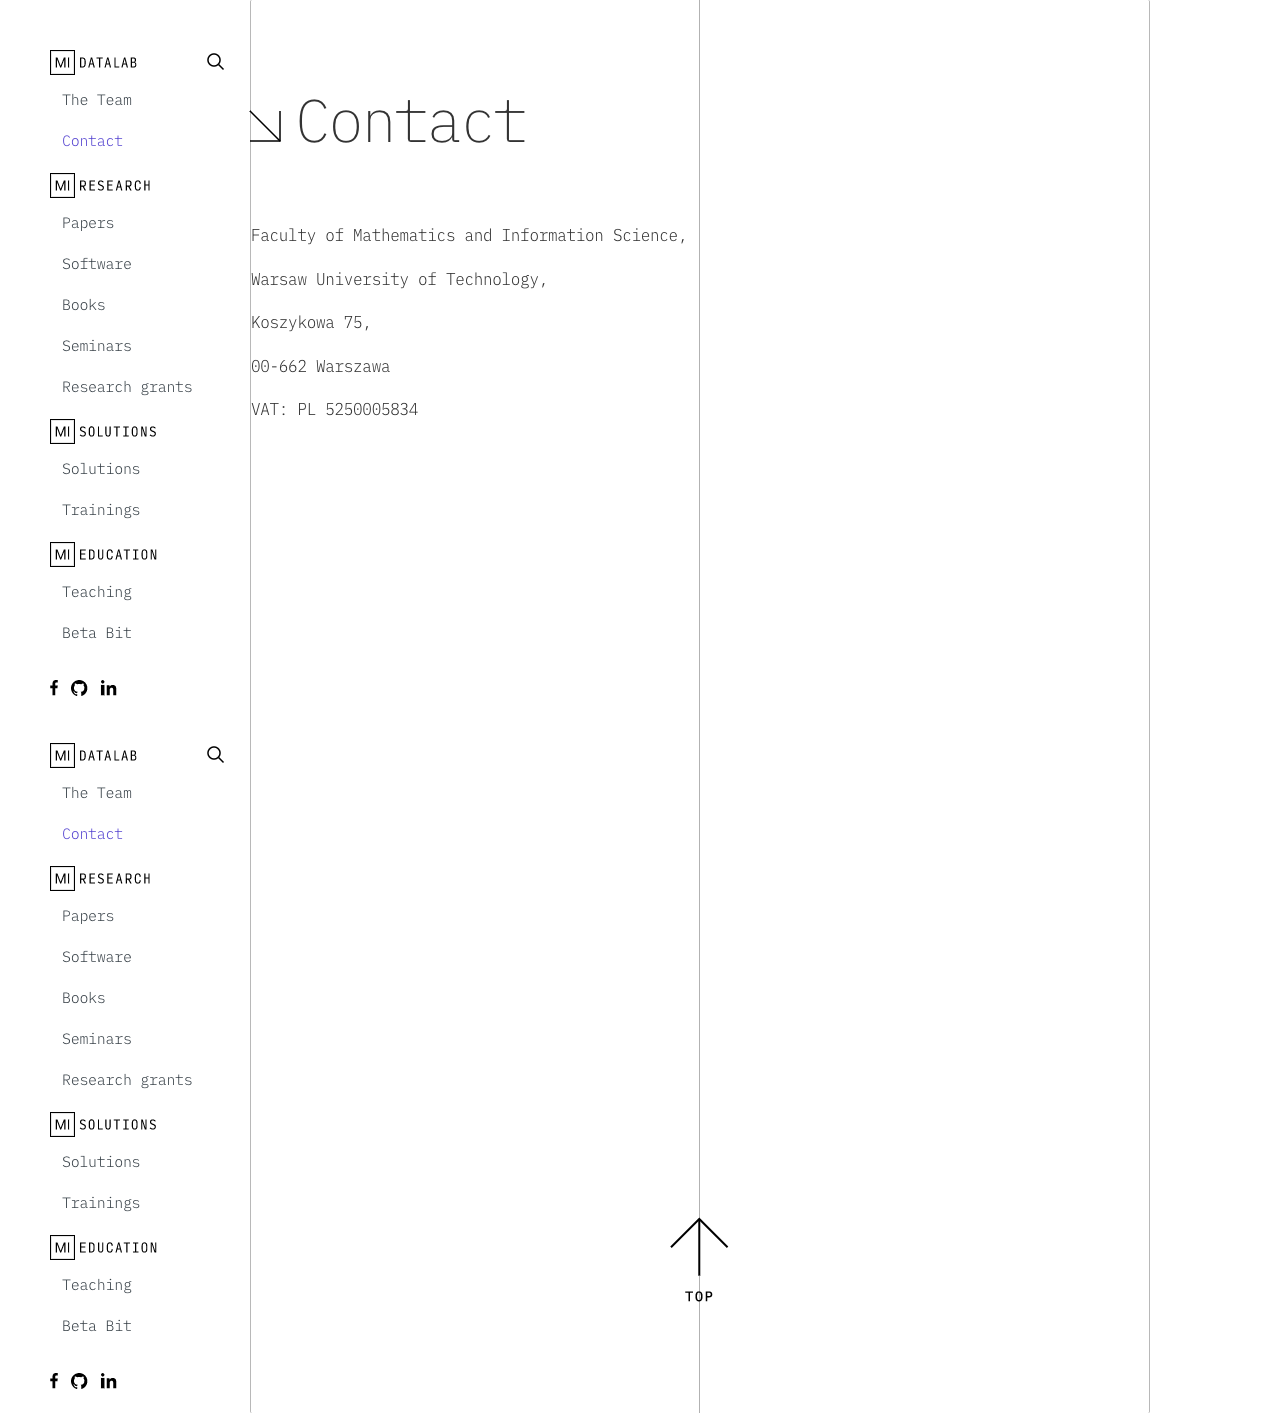 MI DATALAB
The Team
Contact
MI RESEARCH
Papers
Software
Books
Seminars
Research grants
MI SOLUTIONS
Solutions
Trainings
MI EDUCATION
Teaching
Beta Bit
MI DATALAB
The Team
Contact
MI RESEARCH
Papers
Software
Books
Seminars
Research grants
MI SOLUTIONS
Solutions
Trainings
MI EDUCATION
Teaching
Beta Bit
Contact
Faculty of Mathematics and Information Science,
Warsaw University of Technology,
Koszykowa 75,
00-662 Warszawa
VAT: PL 5250005834
TOP